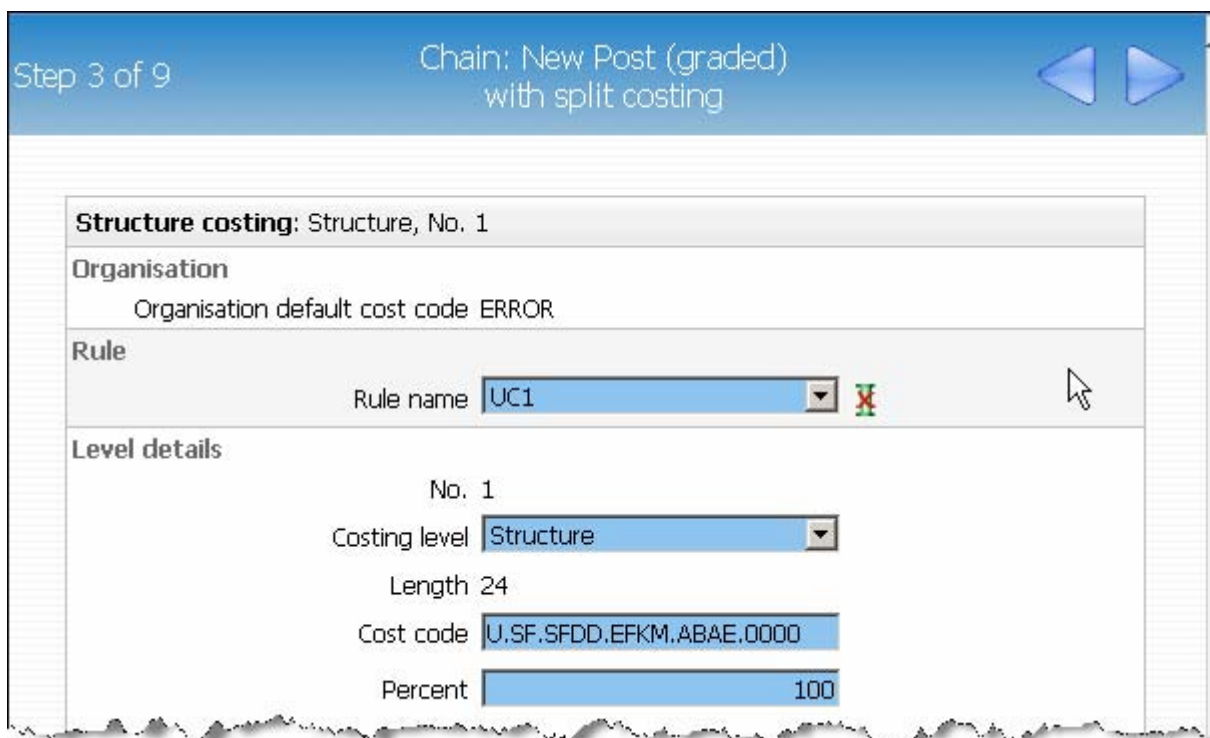 Step 3 of 9
Chain: New Post (graded)
with split costing
Structure costing: Structure, No. 1
Organisation
Organisation default cost code ERROR
Rule
Rule name UC1
Level details
No. 1
Costing level Structure
Length 24
Cost code U.SF.SFDD.EFKM.ABAE.0000
Percent 100